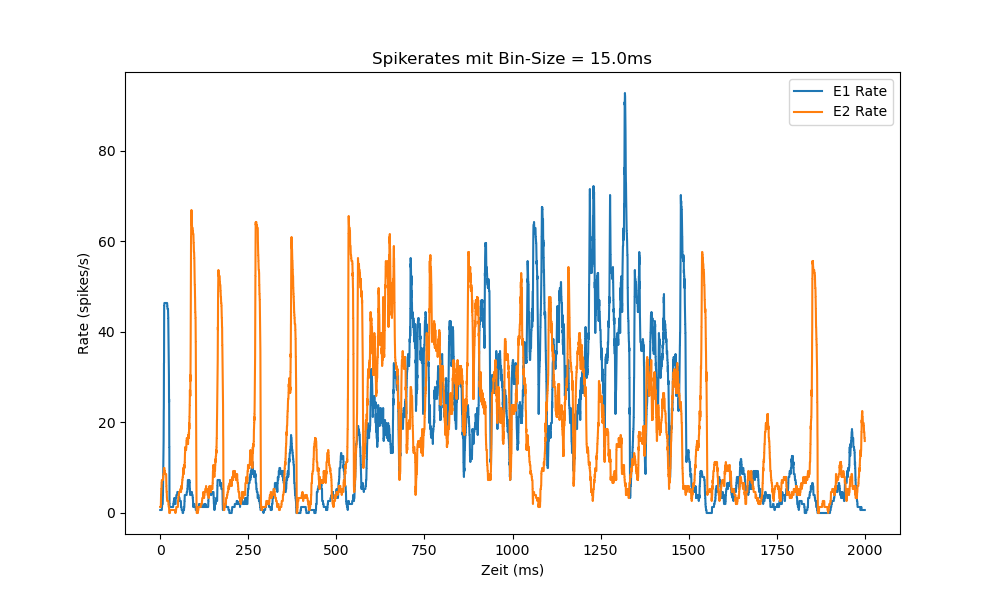 Spikerates mit Bin-Size = 15.0ms
E1 Rate
E2 Rate
80
60
40
20
0
Rate (spikes/s)
0 250 500 750 1000 1250 1500 1750 2000
Zeit (ms)